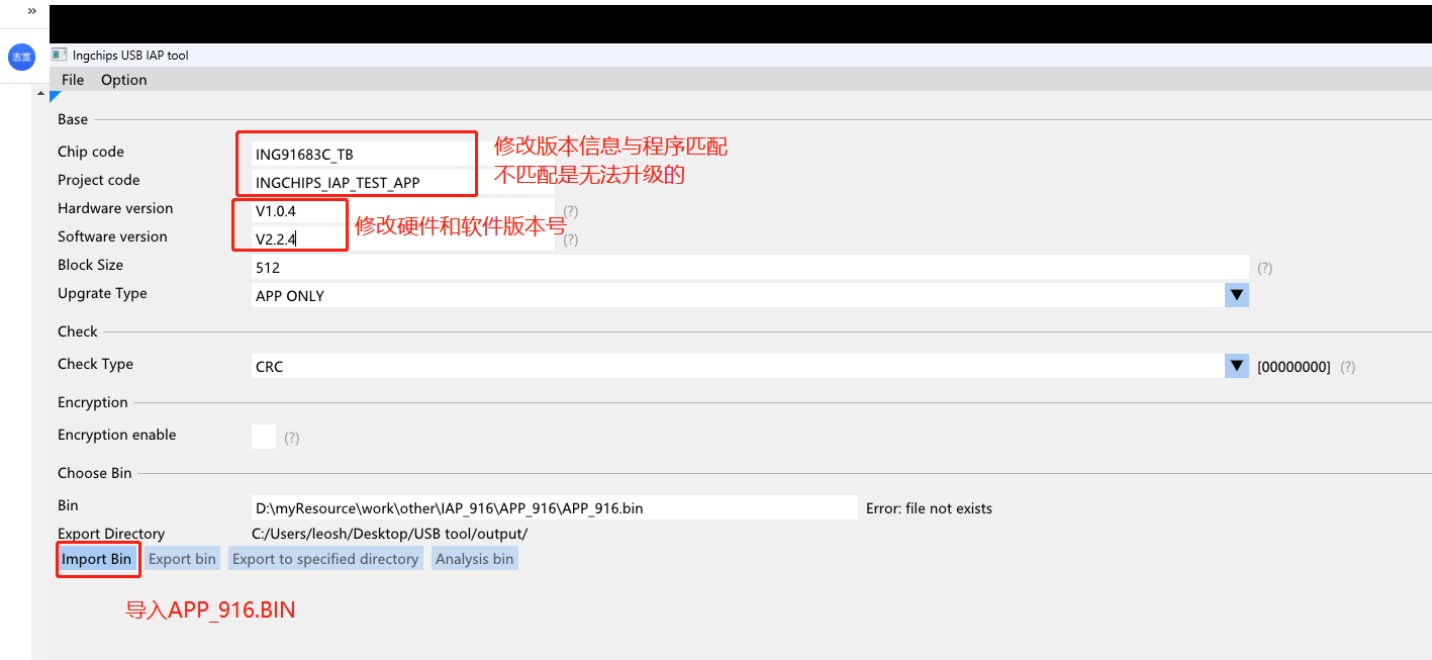 »
志宽
Ingchips USB IAP tool
File Option
Base
Chip code ING91683C_TB
修改版本信息与程序匹配
Project code INGCHIPS_IAP_TEST_APP
不匹配是无法升级的
Hardware version V1.0.4 (?)
修改硬件和软件版本号
Software version V2.2.4 (?)
Block Size 512 (?)
Upgrate Type APP ONLY
Check
Check Type CRC [00000000] (?)
Encryption
Encryption enable (?)
Choose Bin
Bin D:\myResource\work\other\IAP_916\APP_916\APP_916.bin Error: file not exists
Export Directory C:/Users/leosh/Desktop/USB tool/output/
Import Bin Export bin Export to specified directory Analysis bin
导入APP_916.BIN